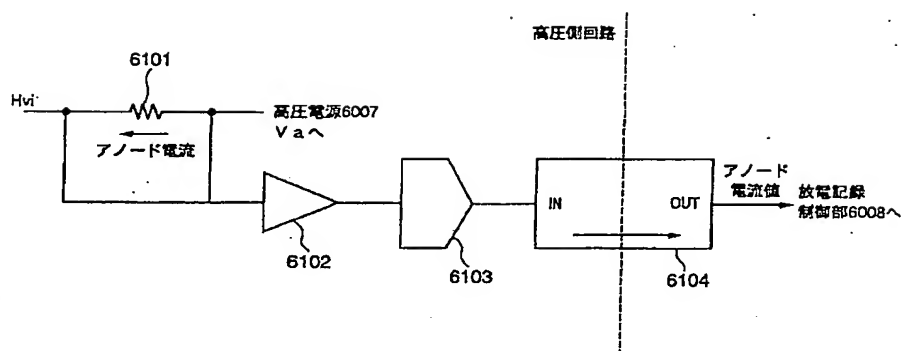 高圧側回路
6101
Hvi
高圧電源6007
Vaへ
アノード電流
IN
OUT
アノード
電流値
放電記録
制御部6008へ
6102
6103
6104